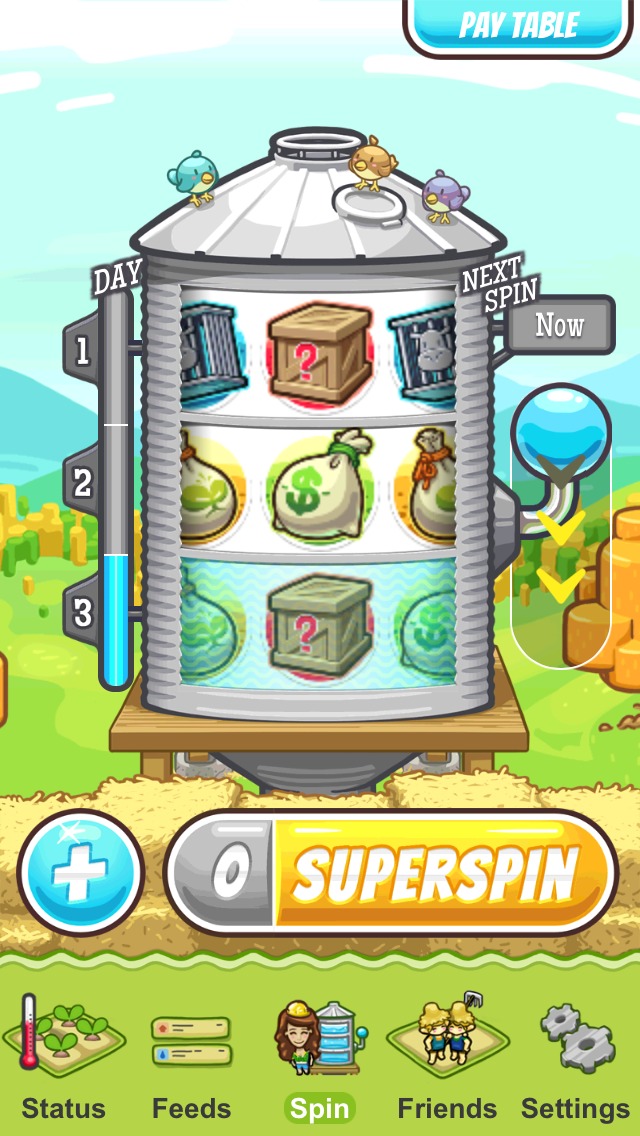 PAY TABLE
DAY
NEXT
SPIN
Now
1
?
2
$
3
?
$
0 SUPERSPIN
Status Feeds Spin Friends Settings